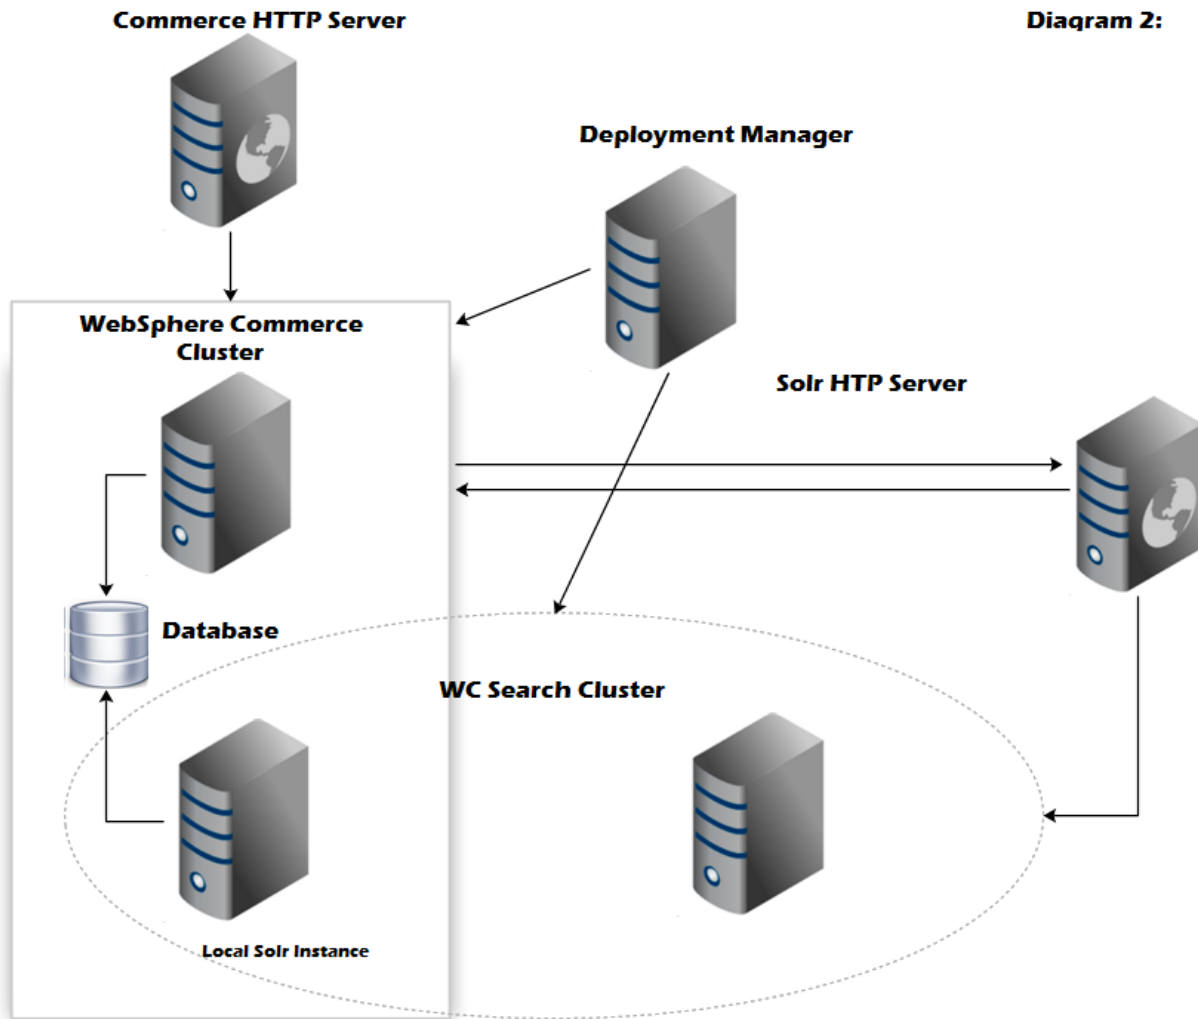 Commerce HTTP Server
Diagram 2:
Deployment Manager
WebSphere Commerce
Cluster
Solr HTP Server
Database
WC Search Cluster
Local Solr Instance